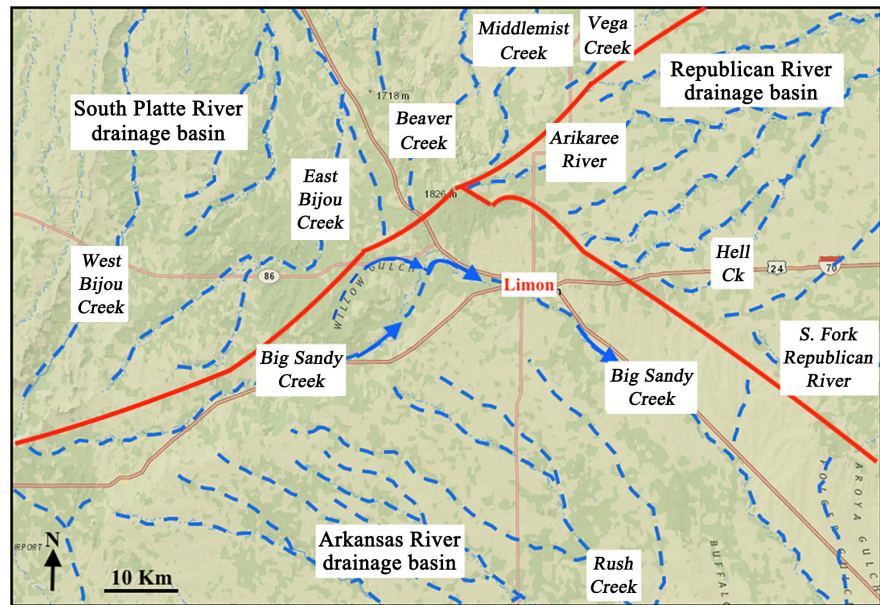 Middlemist
Creek
Vega
Creek
Republican River
drainage basin
South Platte River
drainage basin
1718 m
Beaver
Creek
Arikaree
River
East
Bijou
Creek
1826 m
West
Bijou
Creek
86
WILLOW GULCH
Limon
Hell
Ck
24
70
Big Sandy
Creek
S. Fork
Republican
River
Big Sandy
Creek
Arkansas River
drainage basin
Rush
Creek
BUFFALO
GULCH
AROYA GULCH
N
10 Km